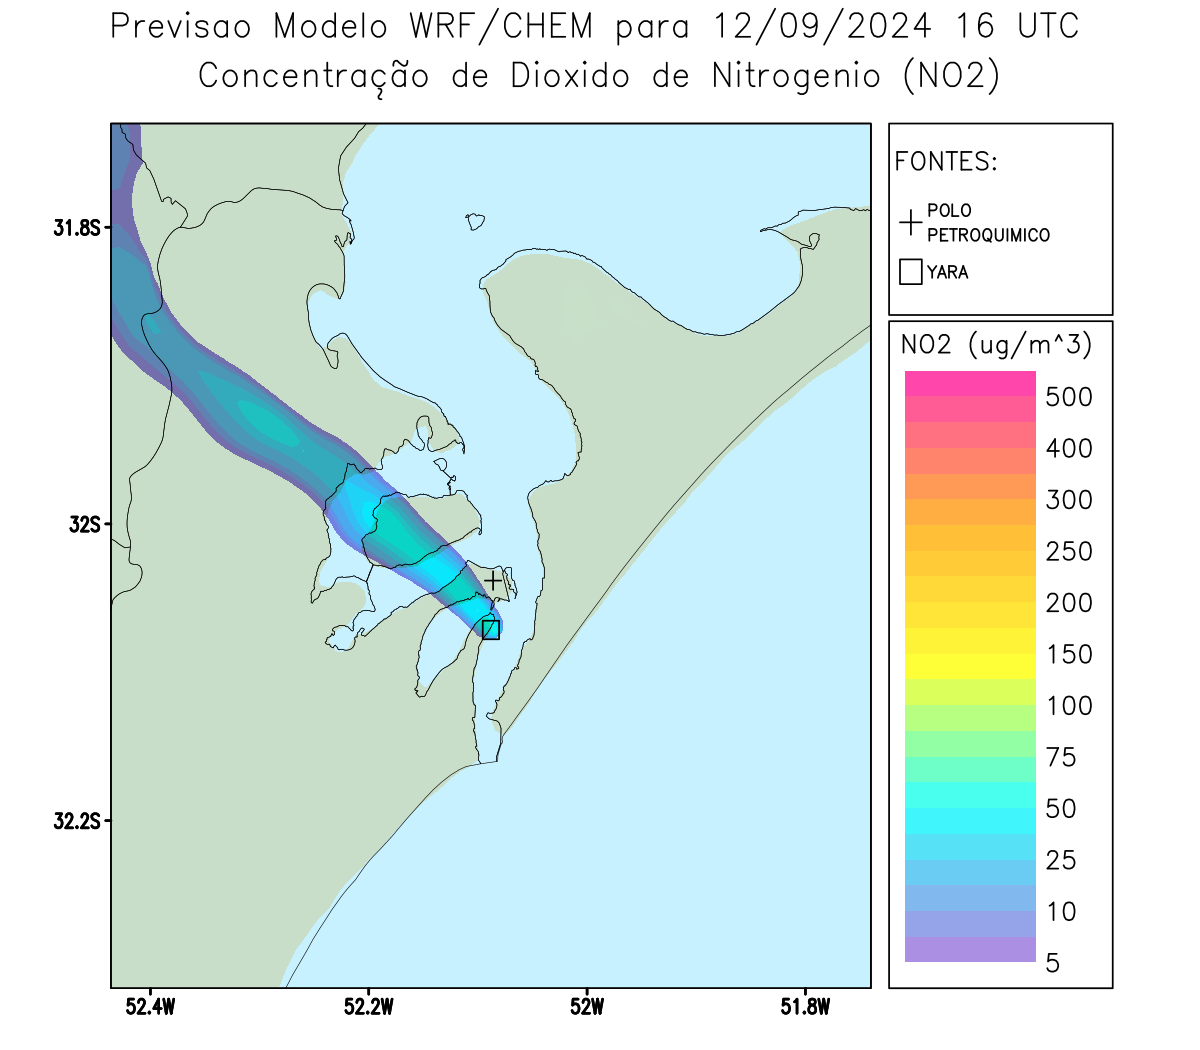 Previsao Modelo WRF/CHEM para 12/09/2024 16 UTC
Concentração de Dioxido de Nitrogenio (NO2)
FONTES:
POLO
PETROQUIMICO
YARA
NO2 (ug/m^3)
500
400
300
250
200
150
100
75
50
25
10
5
31.8S
32S
32.2S
52.4W
52.2W
52W
51.8W